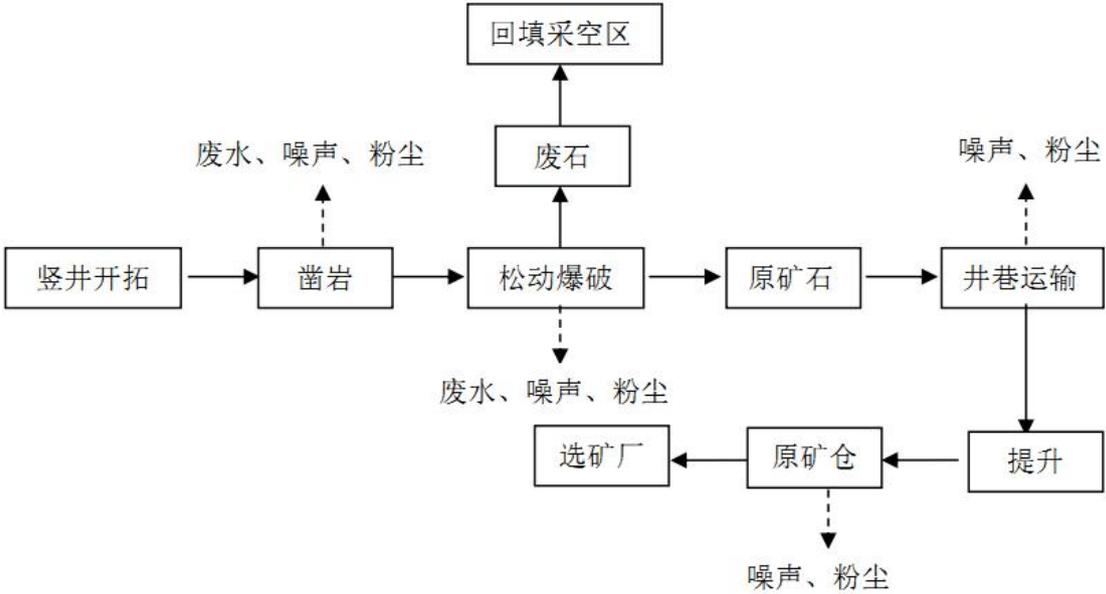 回填采空区
废石
废水、噪声、粉尘
噪声、粉尘
竖井开拓
凿岩
松动爆破
原矿石
井巷运输
废水、噪声、粉尘
选矿厂
原矿仓
提升
噪声、粉尘